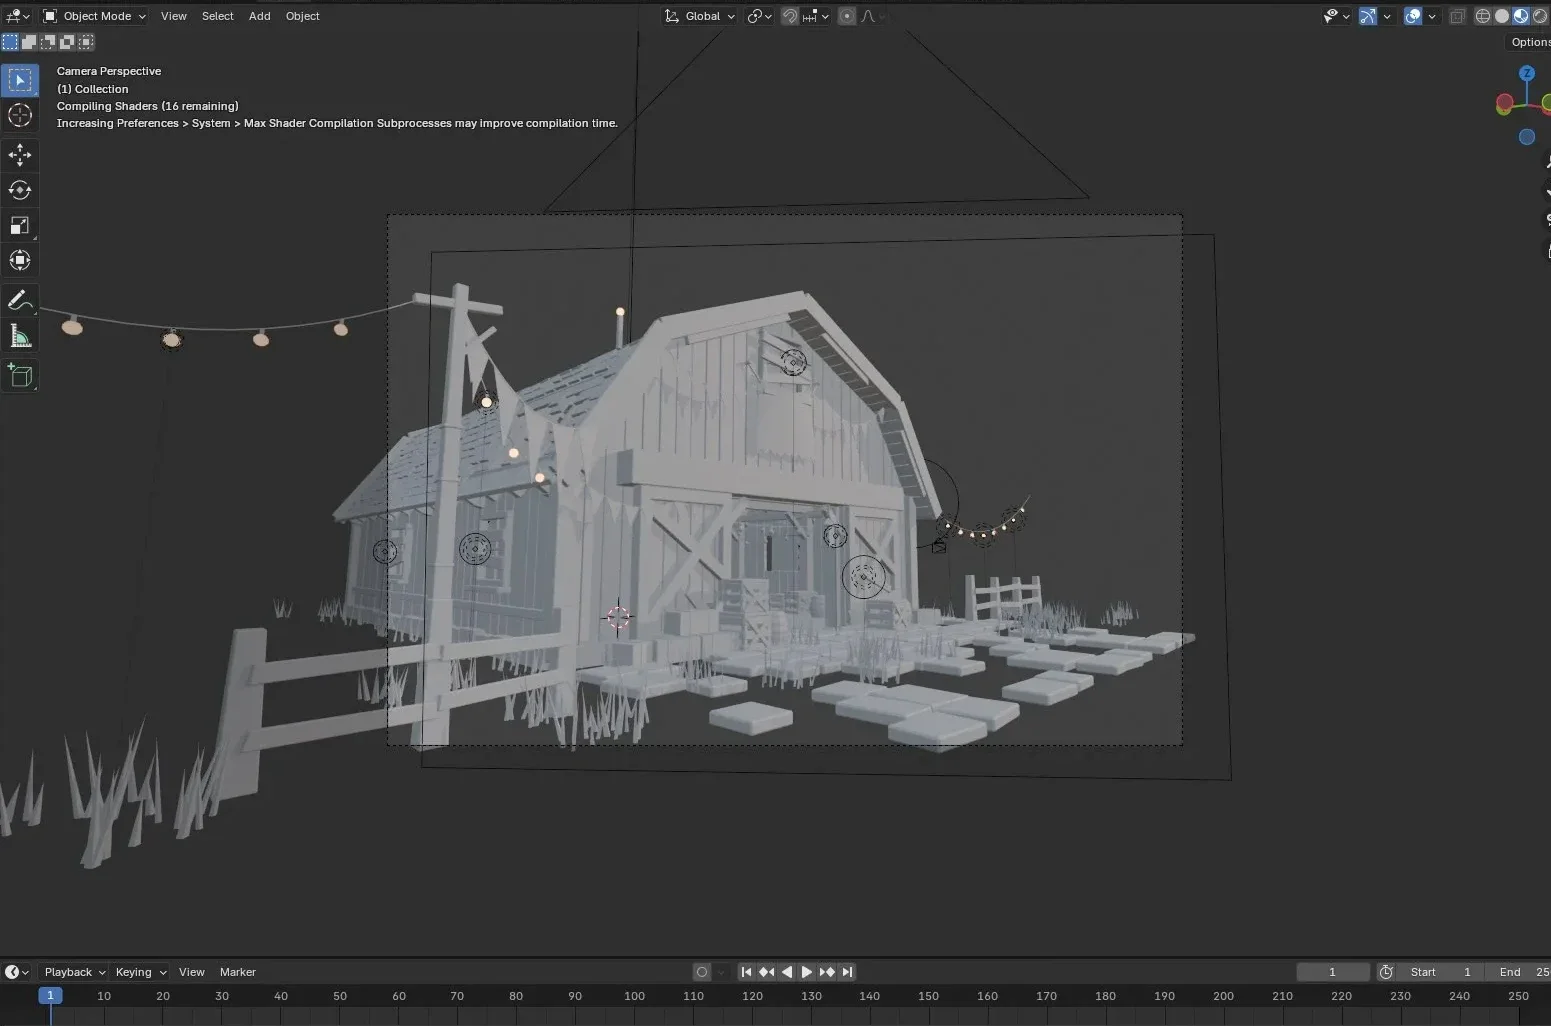 Object Mode View Select Add Object Global
Options
Camera Perspective
(1) Collection
Compiling Shaders (16 remaining)
Increasing Preferences > System > Max Shader Compilation Subprocesses may improve compilation time.
Z
Playback Keying View Marker 1 Start 1 End 25
1 10 20 30 40 50 60 70 80 90 100 110 120 130 140 150 160 170 180 190 200 210 220 230 240 250